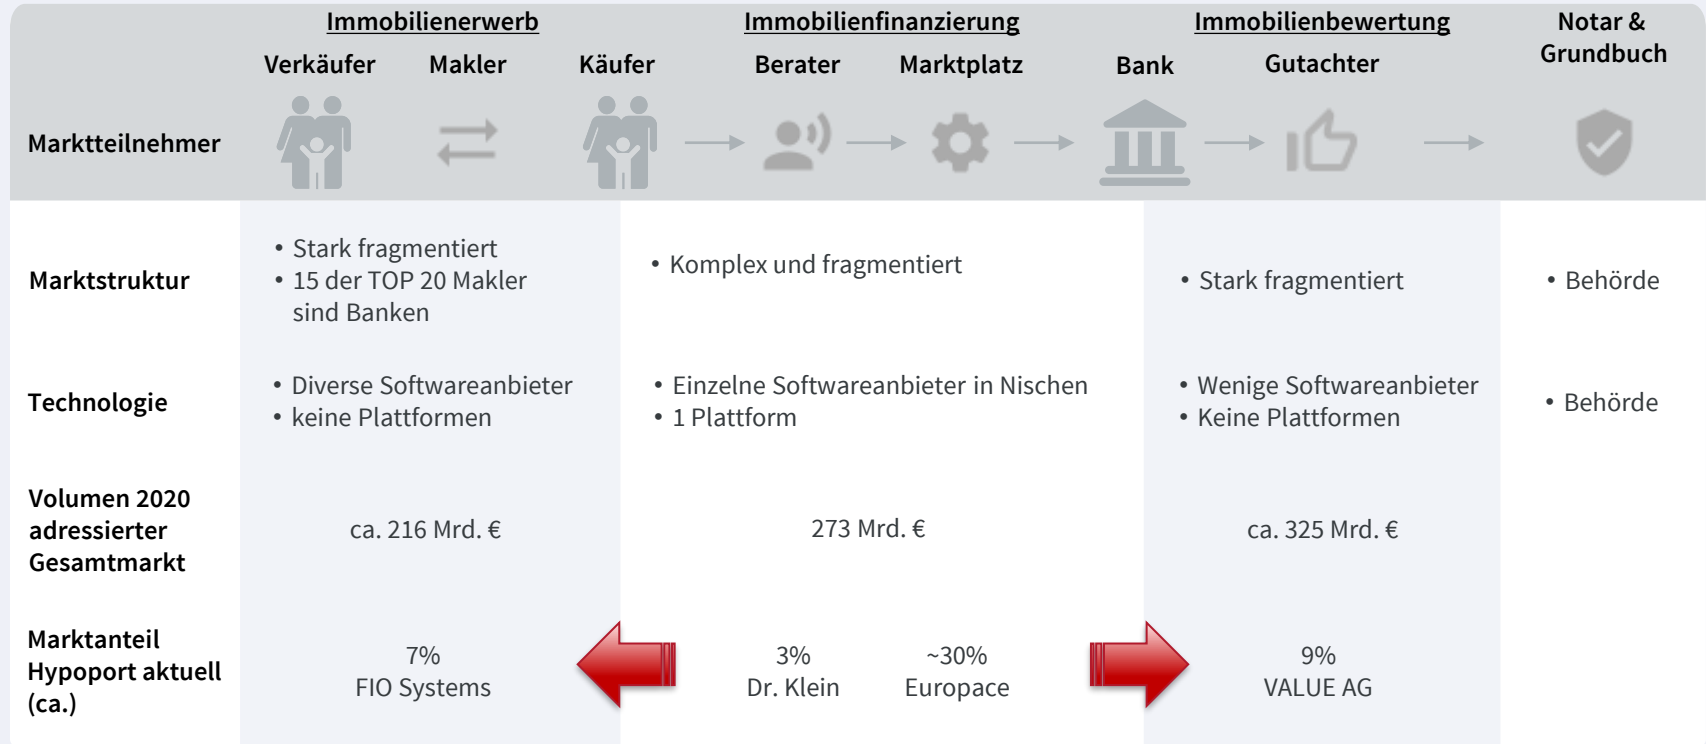 Immobilienerwerb
Immobilienfinanzierung
Immobilienbewertung
Notar &
Grundbuch
Verkäufer
Makler
Käufer
Berater
Marktplatz
Bank
Gutachter
Marktteilnehmer
Marktstruktur
• Stark fragmentiert
• 15 der TOP 20 Makler
sind Banken
• Komplex und fragmentiert
• Stark fragmentiert
• Behörde
Technologie
• Diverse Softwareanbieter
• keine Plattformen
• Einzelne Softwareanbieter in Nischen
• 1 Plattform
• Wenige Softwareanbieter
• Keine Plattformen
• Behörde
Volumen 2020
adressierter
Gesamtmarkt
ca. 216 Mrd. €
273 Mrd. €
ca. 325 Mrd. €
Marktanteil
Hypoport aktuell
(ca.)
7%
FIO Systems
3%
Dr. Klein
~30%
Europace
9%
VALUE AG